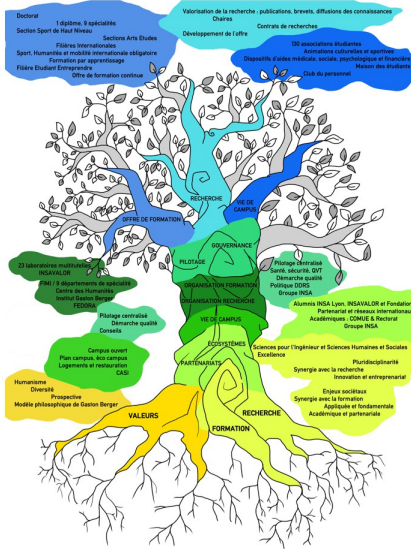 Doctorat
1 diplôme, 9 spécialités
Section Sport de Haut Niveau
Sections Arts Etudes
Filières Internationales
Sport, Humanités et mobilité internationale obligatoire
Formation par apprentissage
Filière Etudiant Entreprendre
Offre de formation continue
Valorisation de la recherche : publications, brevets, diffusions des connaissances
Chaires
Contrats de recherches
Développement de l'offre
130 associations étudiantes
Animations culturelles et sportives
Dispositifs d'aides médicale, sociale, psychologique et financière
Maison des étudiants
Club du personnel
RECHERCHE
VIE DE
CAMPUS
OFFRE DE FORMATION
GOUVERNANCE
PILOTAGE
ORGANISATION FORMATION
ORGANISATION RECHERCHE
VIE DE CAMPUS
ÉCOSYSTÈMES
PARTENARIATS
23 laboratoires multitutelles
INSAVALOR
FIMI / 9 départements de spécialité
Centre des Humanités
Institut Gaston Berger
FEDORA
Pilotage centralisé
Démarche qualité
Conseils
Campus ouvert
Plan campus, éco campus
Logements et restauration
CASI
Humanisme
Diversité
Prospective
Modèle philosophique de Gaston Berger
Pilotage centralisé
Santé, sécurité, QVT
Démarche qualité
Politique DDRS
Groupe INSA
Alumnis INSA Lyon, INSAVALOR et Fondation
Partenariat et réseaux internationaux
Académiques : COMUE & Rectorat
Groupe INSA
Sciences pour l'Ingénieur et Sciences Humaines et Sociales
Excellence
Pluridisciplinarité
Synergie avec la recherche
Innovation et entreprenariat
Enjeux sociétaux
Synergie avec la formation
Appliquée et fondamentale
Académique et partenariale
VALEURS
RECHERCHE
FORMATION